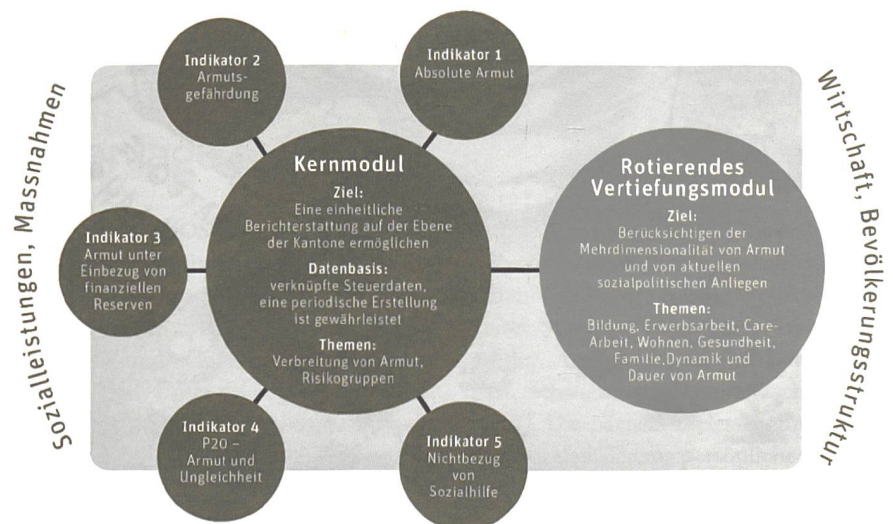 Sozialleistungen, Massnahmen
Indikator 2
Armuts-
gefährdung
Indikator 1
Absolute Armut
Indikator 3
Armut unter
Einbezug von
finanziellen
Reserven
Kernmodul
Ziel:
Eine einheitliche
Berichterstattung auf der Ebene
der Kantone ermöglichen
Datenbasis:
verknüpfte Steuerdaten,
eine periodische Erstellung
ist gewährleistet
Themen:
Verbreitung von Armut,
Risikogruppen
Indikator 4
P20 –
Armut und
Ungleichheit
Indikator 5
Nichtbezug
von
Sozialhilfe
Rotierendes
Vertiefungsmodul
Ziel:
Berücksichtigen der
Mehrdimensionalität von Armut
und von aktuellen
sozialpolitischen Anliegen
Themen:
Bildung, Erwerbsarbeit, Care-
Arbeit, Wohnen, Gesundheit,
Familie,Dynamik und
Dauer von Armut
Wirtschaft, Bevölkerungsstruktur